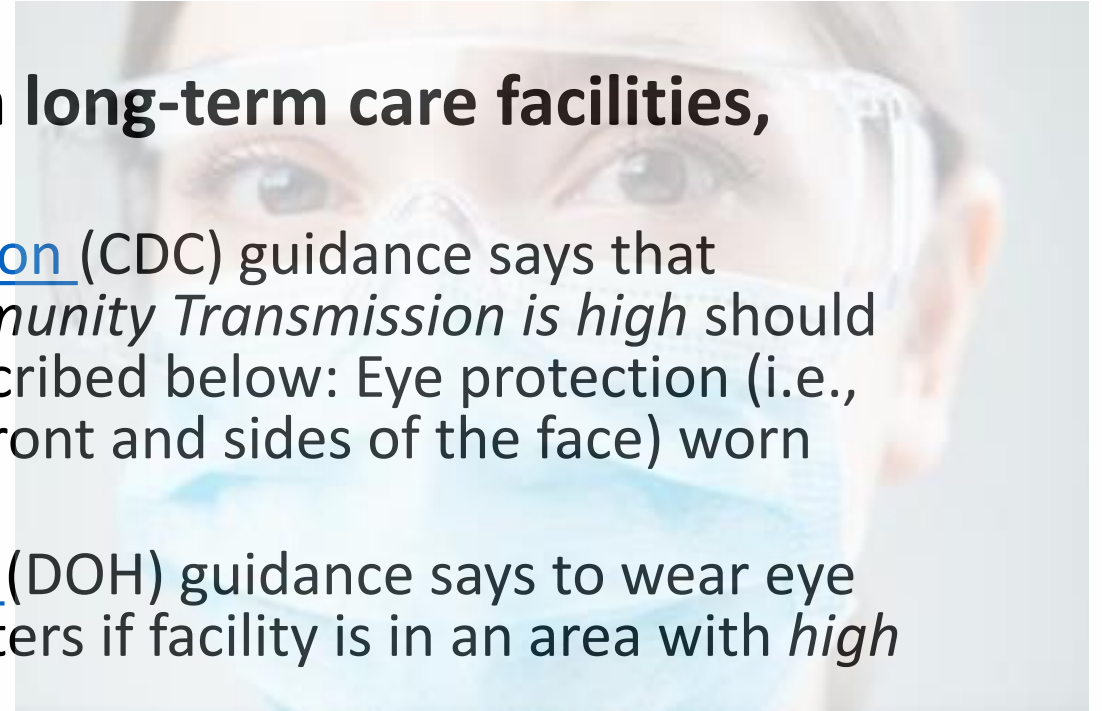 long-term care facilities,
on (CDC) guidance says that
munity Transmission is high should
cribed below: Eye protection (i.e.,
ront and sides of the face) worn
(DOH) guidance says to wear eye
ters if facility is in an area with high